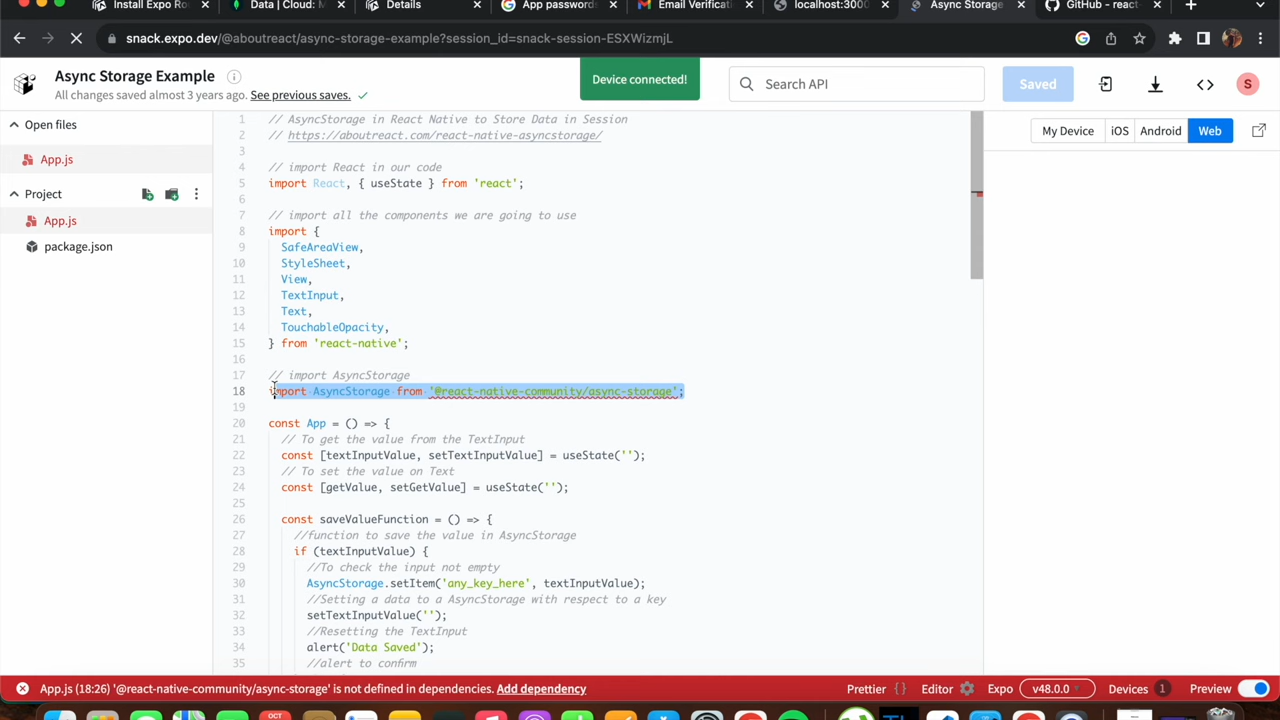 Install Expo Ro
Data | Cloud: M
Details
App passwords
Email Verificati
localhost:3000
Async Storage
GitHub - react-
snack.expo.dev/@aboutreact/async-storage-example?session_id=snack-session-ESXWizmjL
Async Storage Example
All changes saved almost 3 years ago. See previous saves.
Device connected!
Search API
Saved
S
Open files
App.js
Project
App.js
package.json
My Device iOS Android Web
1 // AsyncStorage in React Native to Store Data in Session
2 // https://aboutreact.com/react-native-asyncstorage/
3
4 // import React in our code
5 import React, { useState } from 'react';
6
7 // import all the components we are going to use
8 import {
9 SafeAreaView,
10 StyleSheet,
11 View,
12 TextInput,
13 Text,
14 TouchableOpacity,
15 } from 'react-native';
16
17 // import AsyncStorage
18 import AsyncStorage from '@react-native-community/async-storage';
19
20 const App = () => {
21 // To get the value from the TextInput
22 const [textInputValue, setTextInputValue] = useState('');
23 // To set the value on Text
24 const [getValue, setGetValue] = useState('');
25
26 const saveValueFunction = () => {
27 //function to save the value in AsyncStorage
28 if (textInputValue) {
29 //To check the input not empty
30 AsyncStorage.setItem('any_key_here', textInputValue);
31 //Setting a data to a AsyncStorage with respect to a key
32 setTextInputValue('');
33 //Resetting the TextInput
34 alert('Data Saved');
35 //alert to confirm
App.js (18:26) '@react-native-community/async-storage' is not defined in dependencies. Add dependency
Prettier {} Editor Expo v48.0.0 Devices 1 Preview
OCT